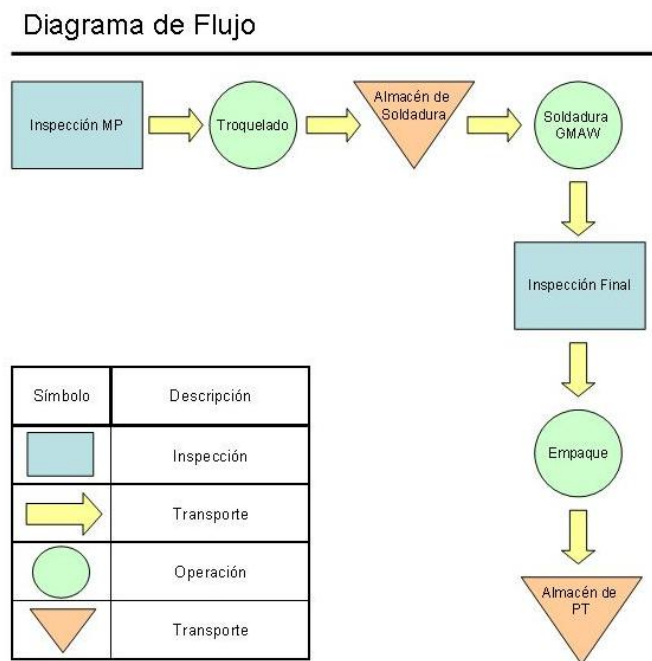 Diagrama de Flujo
Inspección MP
Troquelado
Almacén de
Soldadura
Soldadura
GMAW
Inspección Final
Empaque
Almacén de
PT
Símbolo
Descripción
Inspección
Transporte
Operación
Transporte